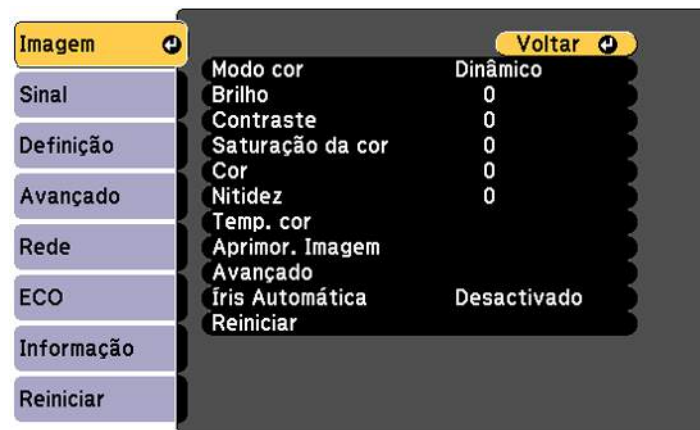 Imagem
Sinal
Definição
Avançado
Rede
ECO
Informação
Reiniciar
Voltar
Modo cor Dinâmico
Brilho 0
Contraste 0
Saturação da cor 0
Cor 0
Nitidez 0
Temp. cor
Aprimor. Imagem
Avançado
Íris Automática Desactivado
Reiniciar